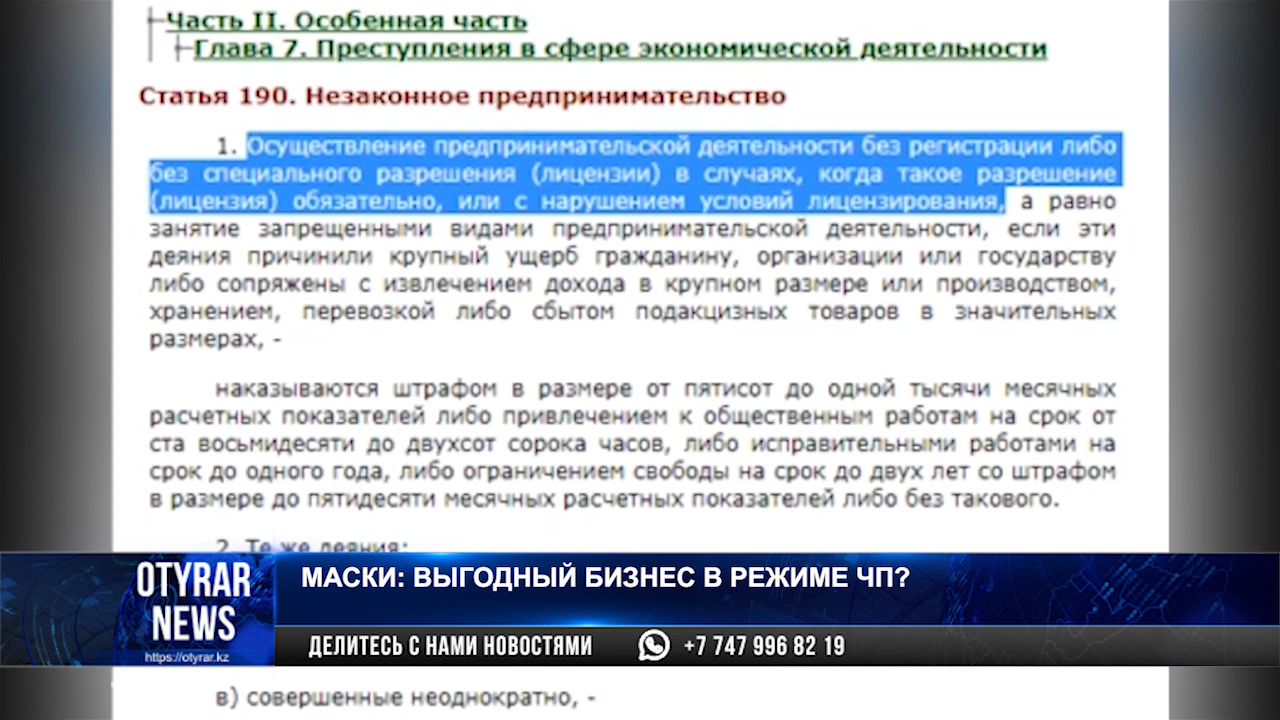 Часть II. Особенная часть
Глава 7. Преступления в сфере экономической деятельности
Статья 190. Незаконное предпринимательство
1. Осуществление предпринимательской деятельности без регистрации либо
без специального разрешения (лицензии) в случаях, когда такое разрешение
(лицензия) обязательно, или с нарушением условий лицензирования, а равно
занятие запрещенными видами предпринимательской деятельности, если эти
деяния причинили крупный ущерб гражданину, организации или государству
либо сопряжены с извлечением дохода в крупном размере или производством,
хранением, перевозкой либо сбытом подакцизных товаров в значительных
размерах, -
наказываются штрафом в размере от пятисот до одной тысячи месячных
расчетных показателей либо привлечением к общественным работам на срок от
ста восьмидесяти до двухсот сорока часов, либо исправительными работами на
срок до одного года, либо ограничением свободы на срок до двух лет со штрафом
в размере до пятидесяти месячных расчетных показателей либо без такового.
2. Те же деяния:
OTYRAR
NEWS
https://otyrar.kz
МАСКИ: ВЫГОДНЫЙ БИЗНЕС В РЕЖИМЕ ЧП?
ДЕЛИТЕСЬ С НАМИ НОВОСТЯМИ +7 747 996 82 19
в) совершенные неоднократно, -